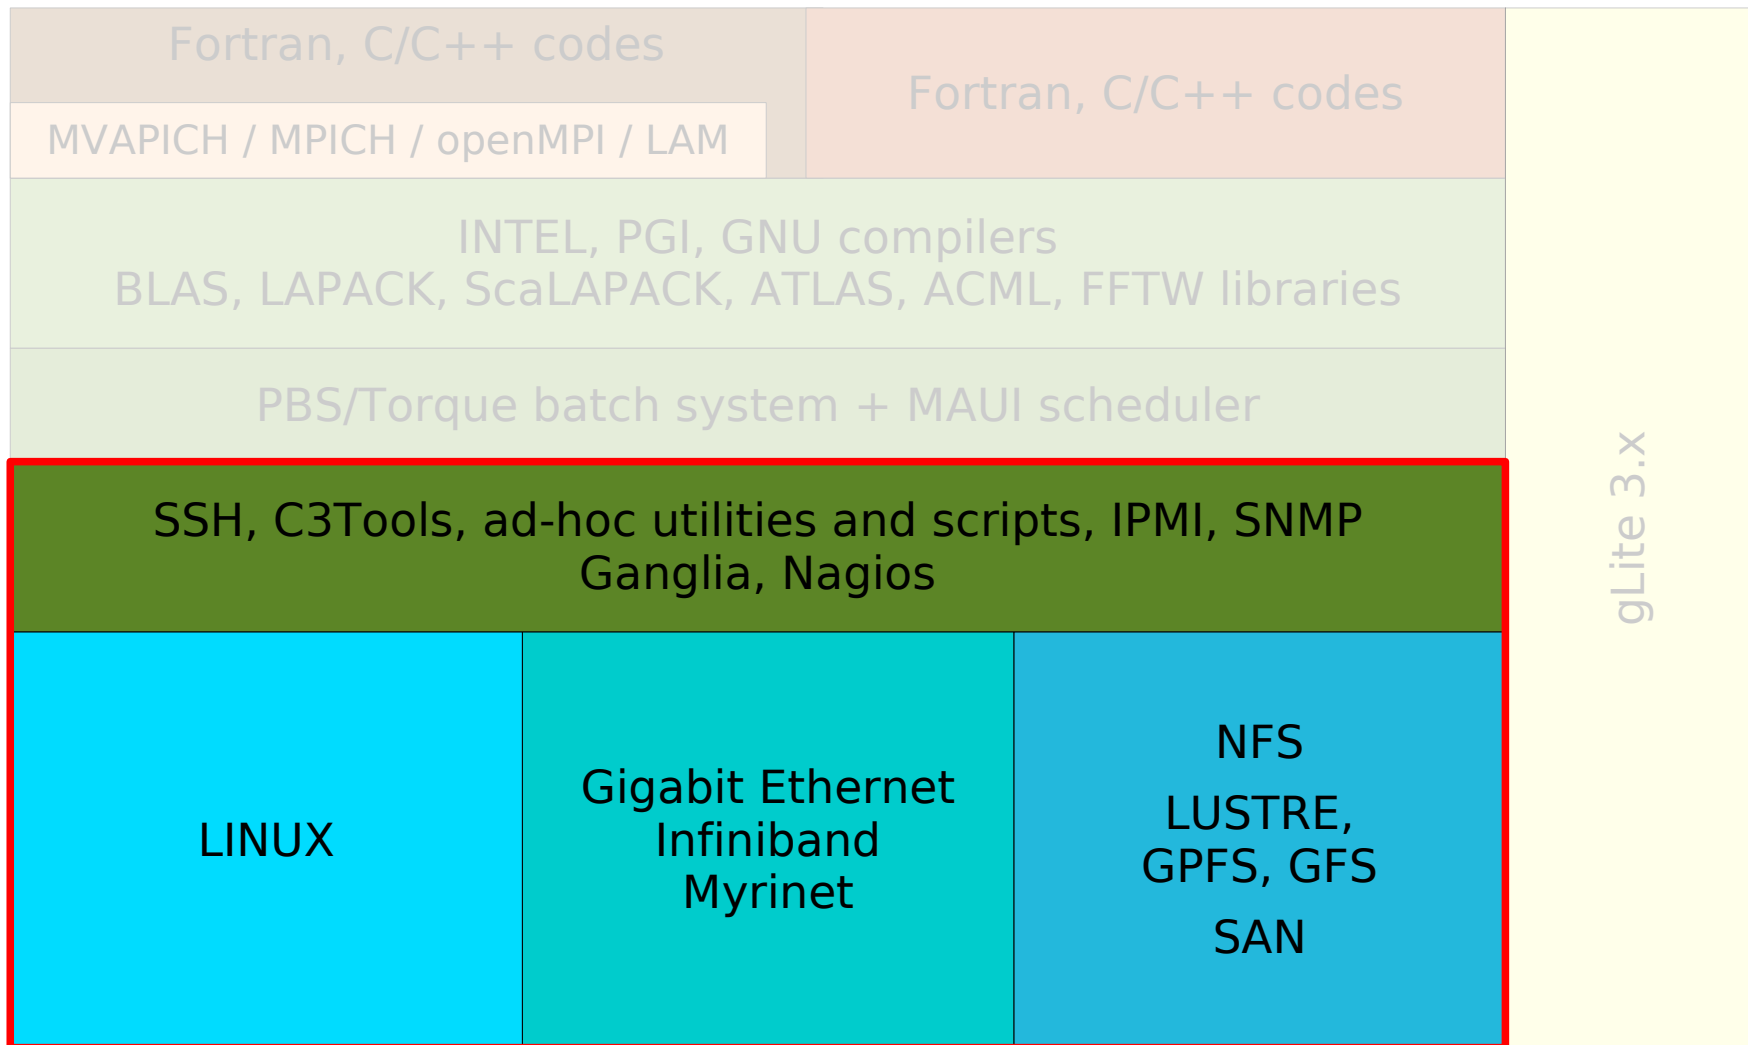 Fortran, C/C++ codes
Fortran, C/C++ codes
MVAPICH / MPICH / openMPI / LAM
INTEL, PGI, GNU compilers
BLAS, LAPACK, ScaLAPACK, ATLAS, ACML, FFTW libraries
PBS/Torque batch system + MAUI scheduler
SSH, C3Tools, ad-hoc utilities and scripts, IPMI, SNMP
Ganglia, Nagios
LINUX
Gigabit Ethernet
Infiniband
Myrinet
NFS
LUSTRE,
GPFS, GFS
SAN
gLite 3.x